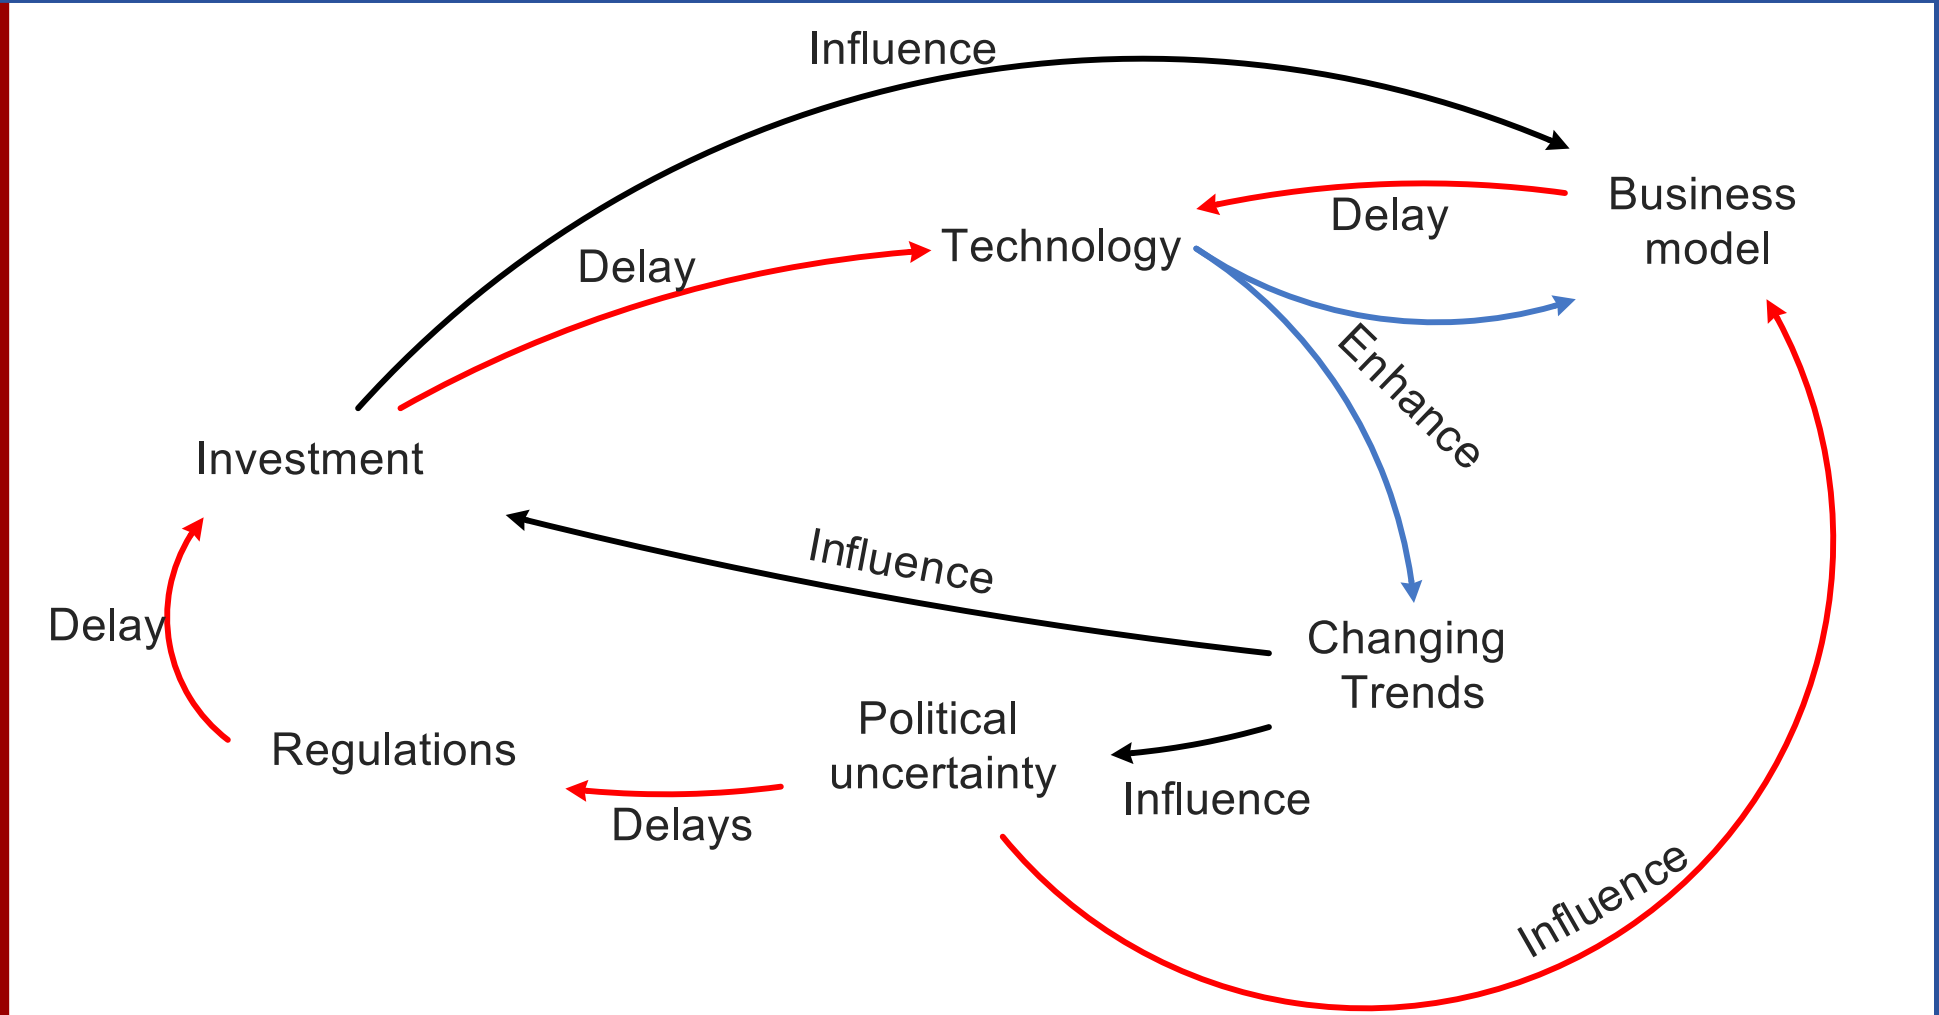 Influence
Business
model
Delay
Technology
Delay
Enhance
Investment
Influence
Changing
Trends
Delay
Political
uncertainty
Regulations
Influence
Delays
Influence